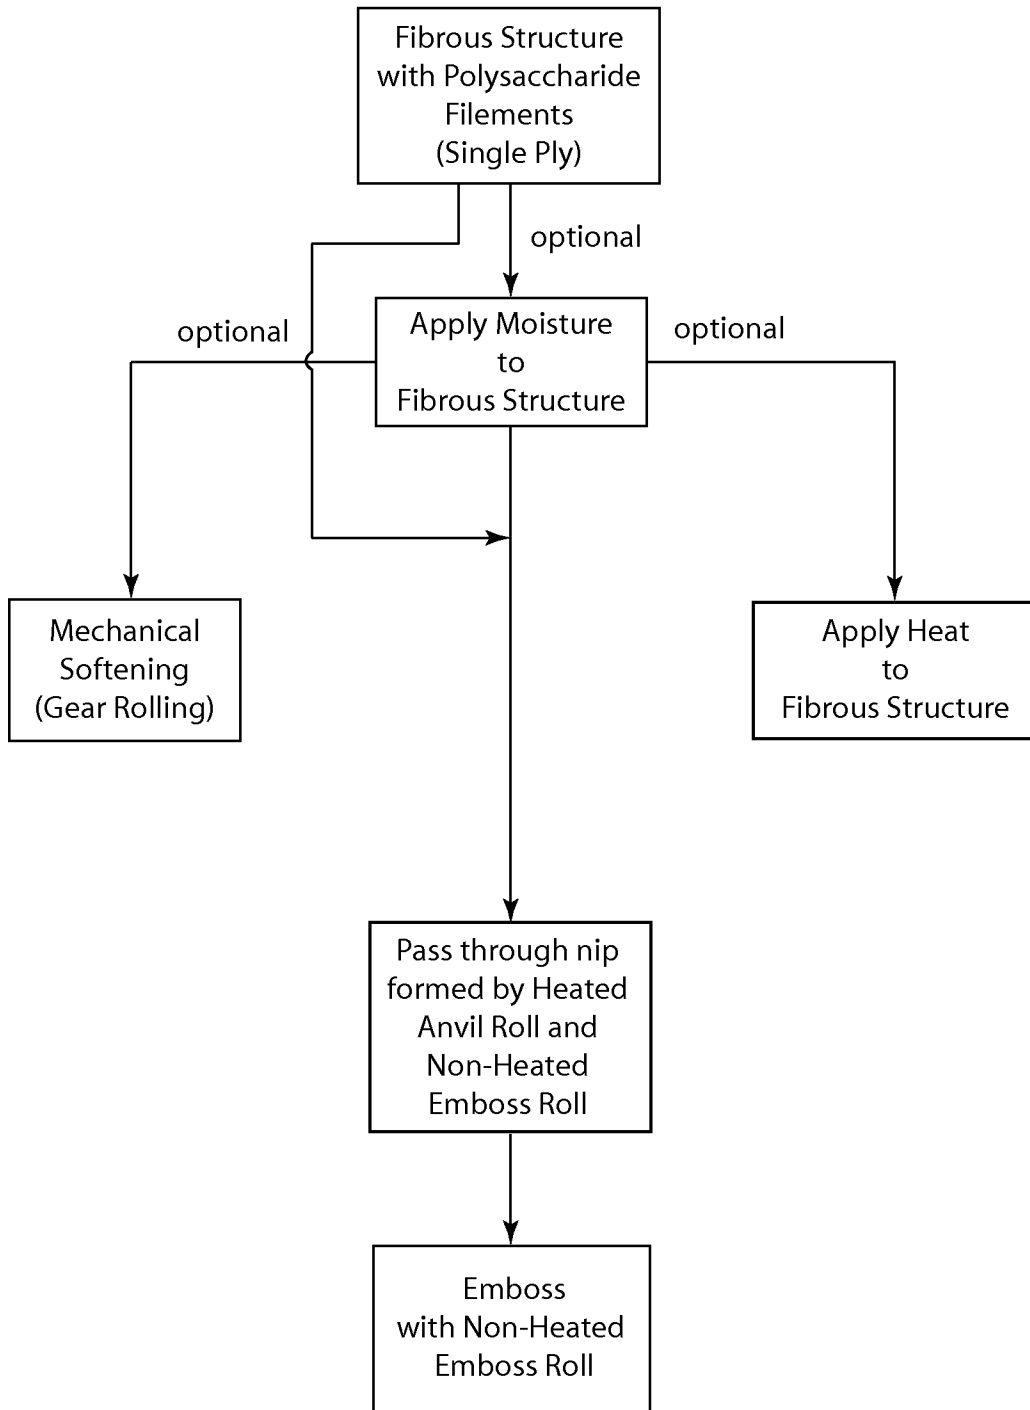 Fibrous Structure
with Polysaccharide
Filements
(Single Ply)
optional
optional
Apply Moisture
to
Fibrous Structure
optional
Mechanical
Softening
(Gear Rolling)
Apply Heat
to
Fibrous Structure
Pass through nip
formed by Heated
Anvil Roll and
Non-Heated
Emboss Roll
Emboss
with Non-Heated
Emboss Roll